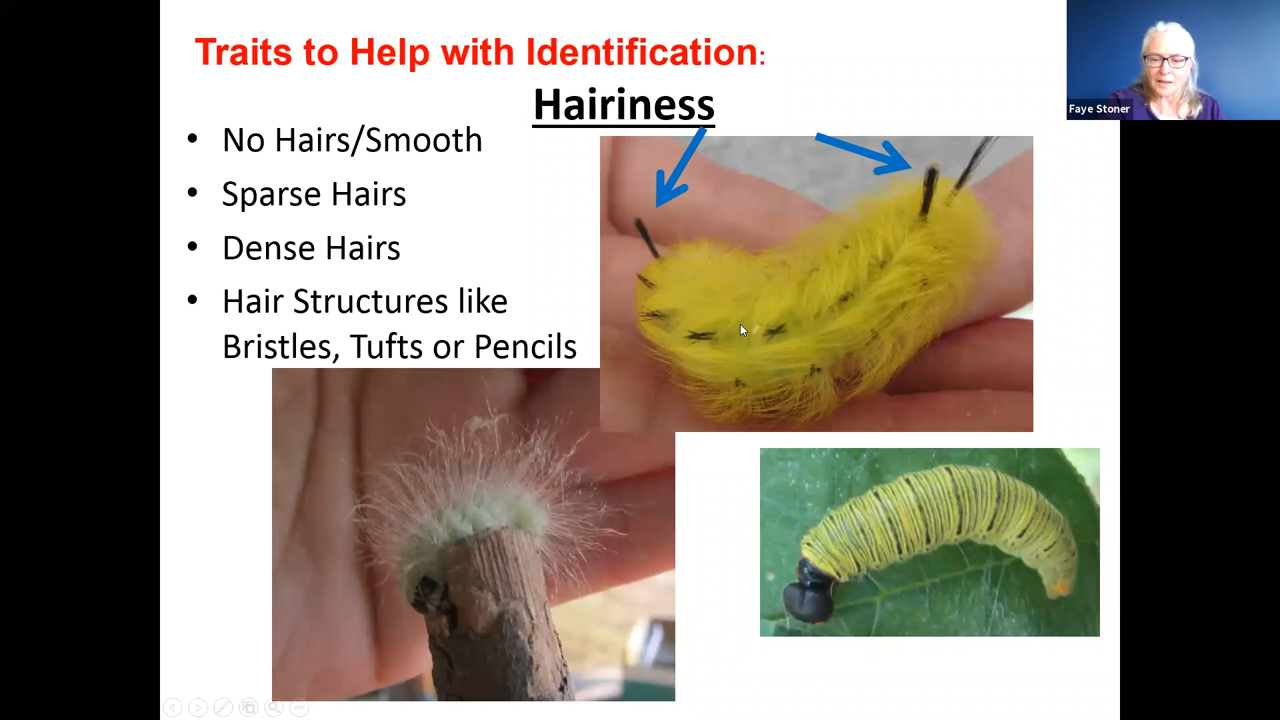 Traits to Help with Identification:
Hairiness
• No Hairs/Smooth
• Sparse Hairs
• Dense Hairs
• Hair Structures like
Bristles, Tufts or Pencils
Faye Stoner